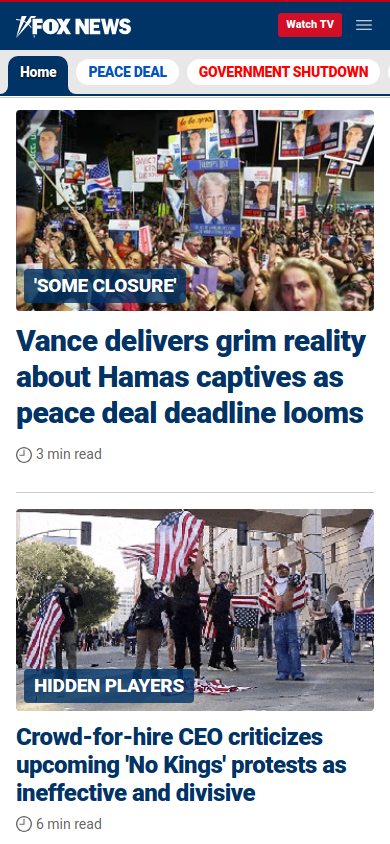 FOX NEWS
Watch TV
Home
PEACE DEAL
GOVERNMENT SHUTDOWN
'SOME CLOSURE'
Vance delivers grim reality
about Hamas captives as
peace deal deadline looms
3 min read
HIDDEN PLAYERS
Crowd-for-hire CEO criticizes
upcoming 'No Kings' protests as
ineffective and divisive
6 min read